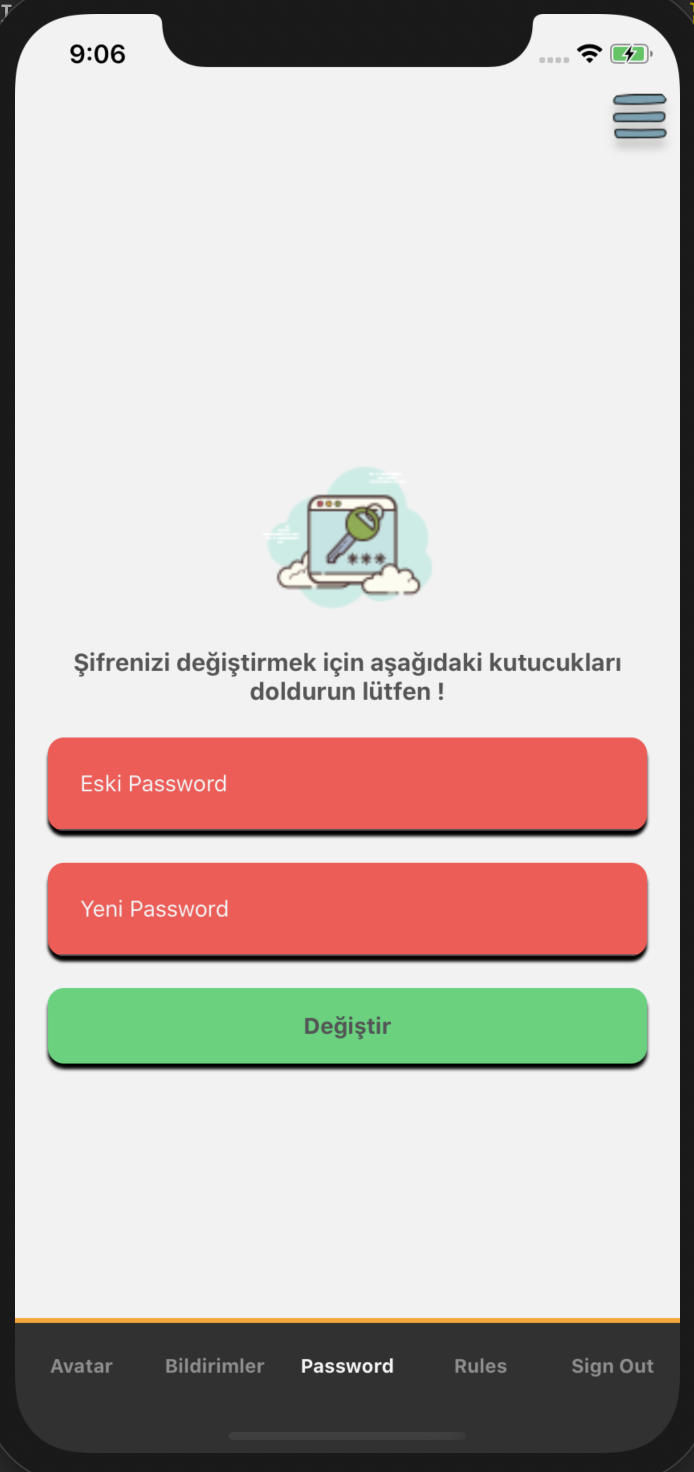 9:06
Şifrenizi değiştirmek için aşağıdaki kutucukları
doldurun lütfen !
Eski Password
Yeni Password
Değiştir
Avatar Bildirimler Password Rules Sign Out